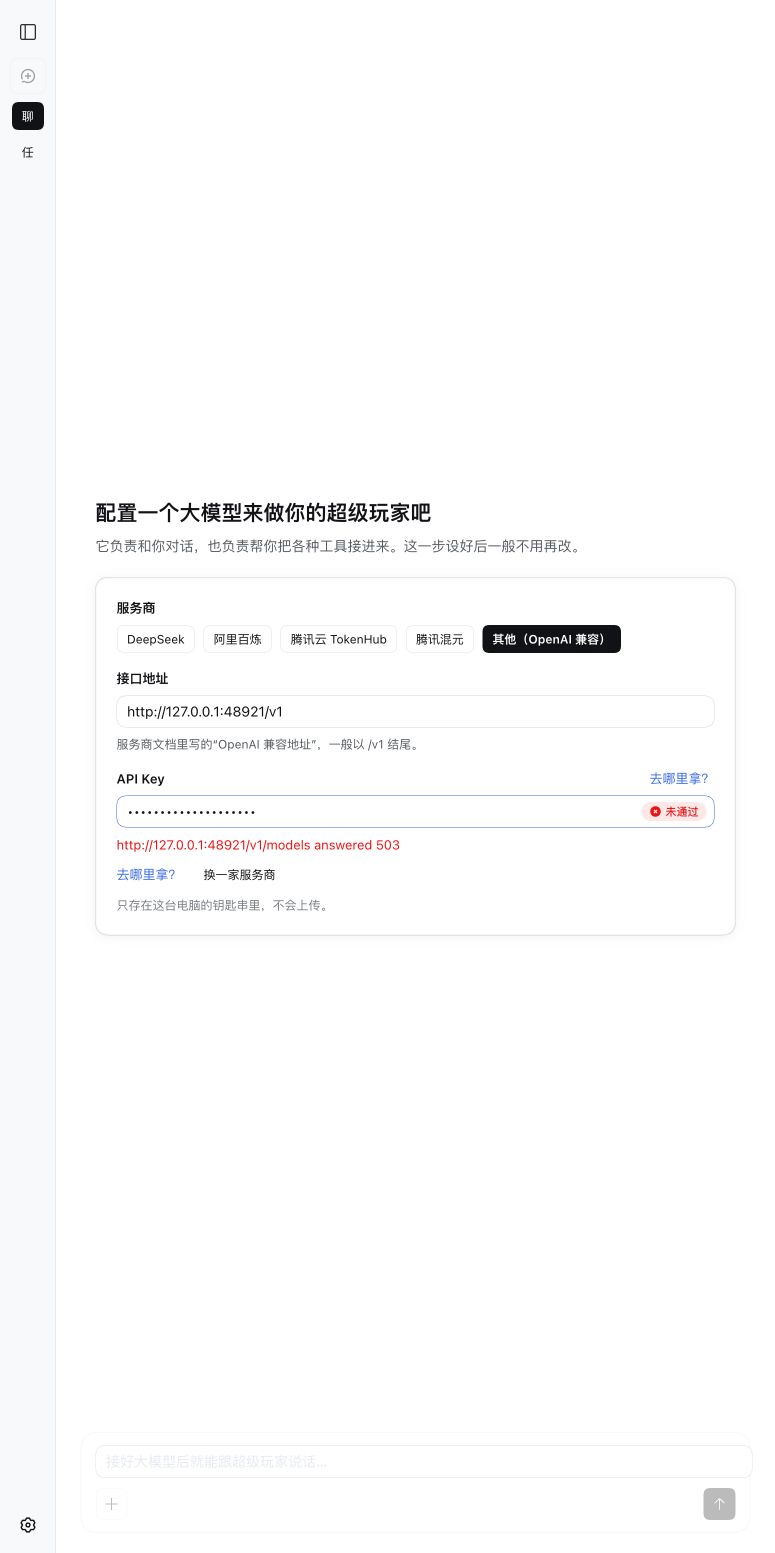 聊
任
配置一个大模型来做你的超级玩家吧
它负责和你对话，也负责帮你把各种工具接进来。这一步设好后一般不用再改。
服务商
DeepSeek 阿里百炼 腾讯云 TokenHub 腾讯混元 其他（OpenAI 兼容）
接口地址
http://127.0.0.1:48921/v1
服务商文档里写的“OpenAI 兼容地址”，一般以 /v1 结尾。
API Key 去哪里拿?
•••••••••••••••••••• 未通过
http://127.0.0.1:48921/v1/models answered 503
去哪里拿? 换一家服务商
只存在这台电脑的钥匙串里，不会上传。
接好大模型后就能跟超级玩家说话...